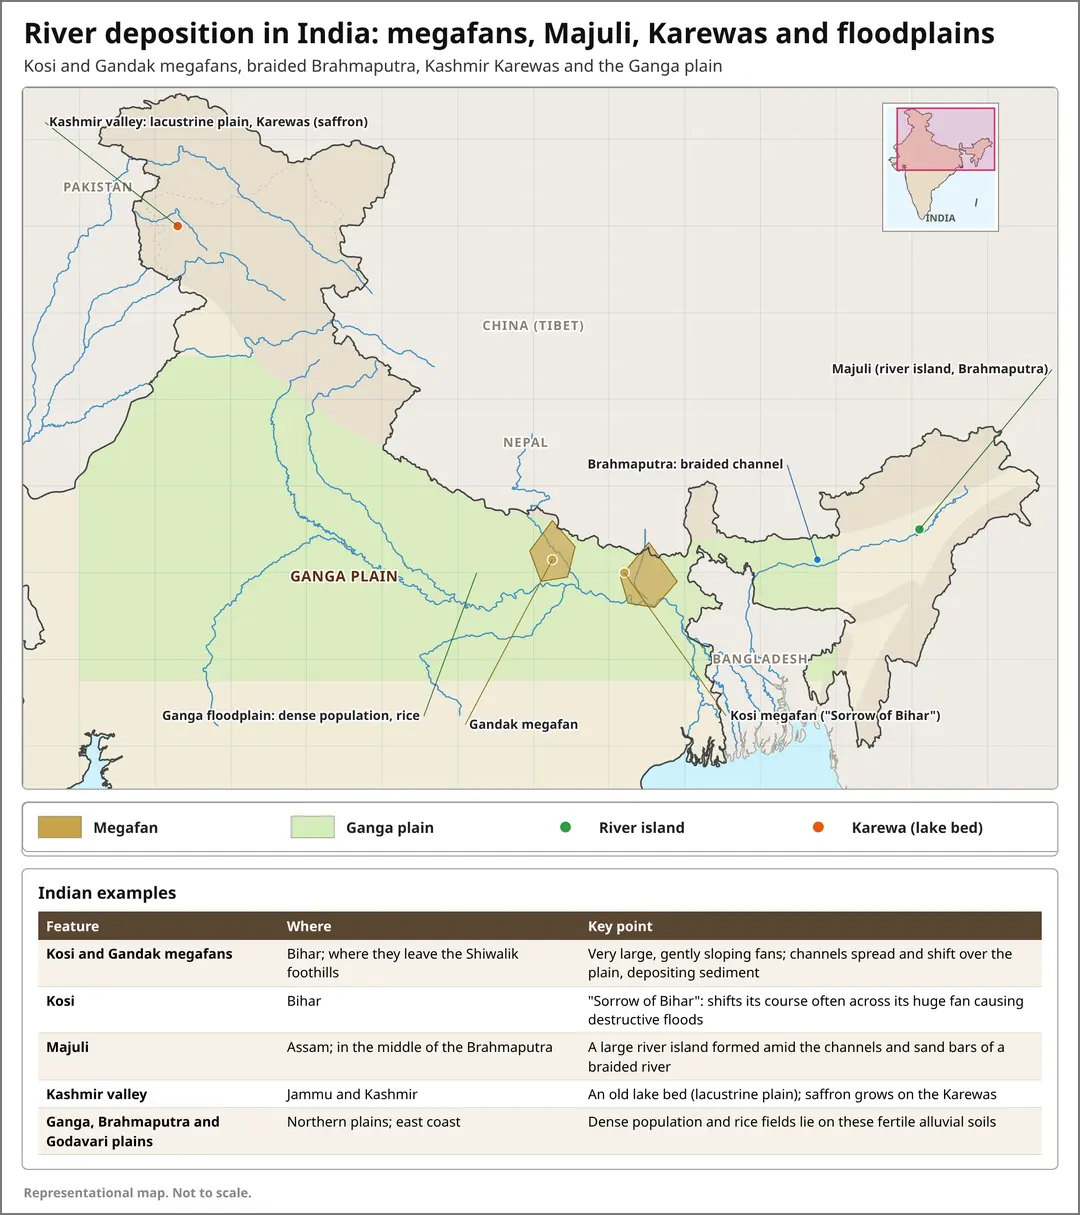 River deposition in India: megafans, Majuli, Karewas and floodplains
Kosi and Gandak megafans, braided Brahmaputra, Kashmir Karewas and the Ganga plain
Kashmir valley: lacustrine plain, Karewas (saffron)
PAKISTAN
INDIA
CHINA (TIBET)
Majuli (river island, Brahmaputra)
NEPAL
Brahmaputra: braided channel
GANGA PLAIN
BANGLADESH
Ganga floodplain: dense population, rice
Gandak megafan
Kosi megafan ("Sorrow of Bihar")
Megafan
Ganga plain
River island
Karewa (lake bed)
Indian examples
Feature
Where
Key point
Kosi and Gandak megafans
Bihar; where they leave the Shiwalik
foothills
Very large, gently sloping fans; channels spread and shift over the
plain, depositing sediment
Kosi
Bihar
"Sorrow of Bihar": shifts its course often across its huge fan causing
destructive floods
Majuli
Assam; in the middle of the Brahmaputra
A large river island formed amid the channels and sand bars of a
braided river
Kashmir valley
Jammu and Kashmir
An old lake bed (lacustrine plain); saffron grows on the Karewas
Ganga, Brahmaputra and
Godavari plains
Northern plains; east coast
Dense population and rice fields lie on these fertile alluvial soils
Representational map. Not to scale.